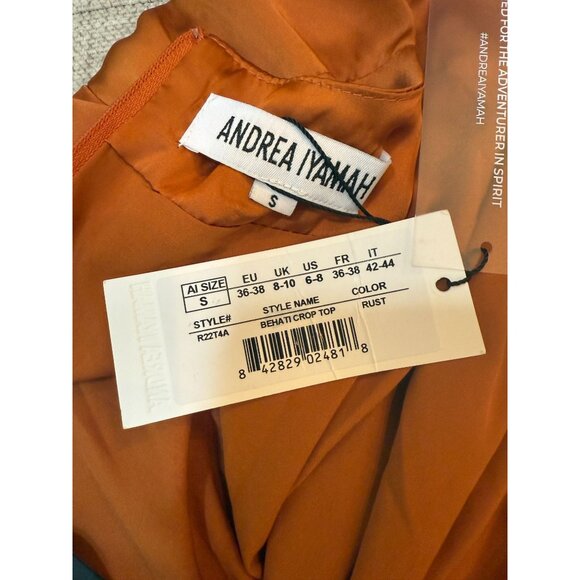 ED FOR THE ADVENTURER IN SPIRIT
#ANDREAIYAMAH
ANDREA IYAMAH
S
AI SIZE EU UK US FR IT
S 36-38 8-10 6-8 36-38 42-44
STYLE# STYLE NAME COLOR
R22T4A BEHATI CROP TOP RUST
8 42829 02481 8
ANDREA IYAMAH